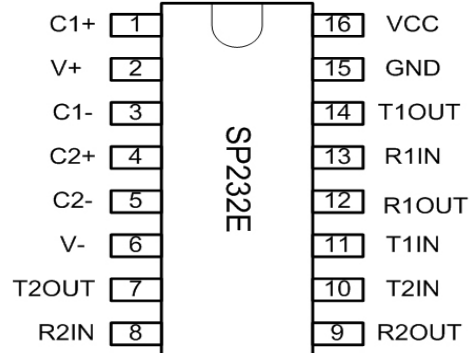 C1+ 1 16 VCC
V+ 2 15 GND
C1- 3 14 T1OUT
C2+ 4 13 R1IN
C2- 5 12 R1OUT
V- 6 11 T1IN
T2OUT 7 10 T2IN
R2IN 8 9 R2OUT
SP232E